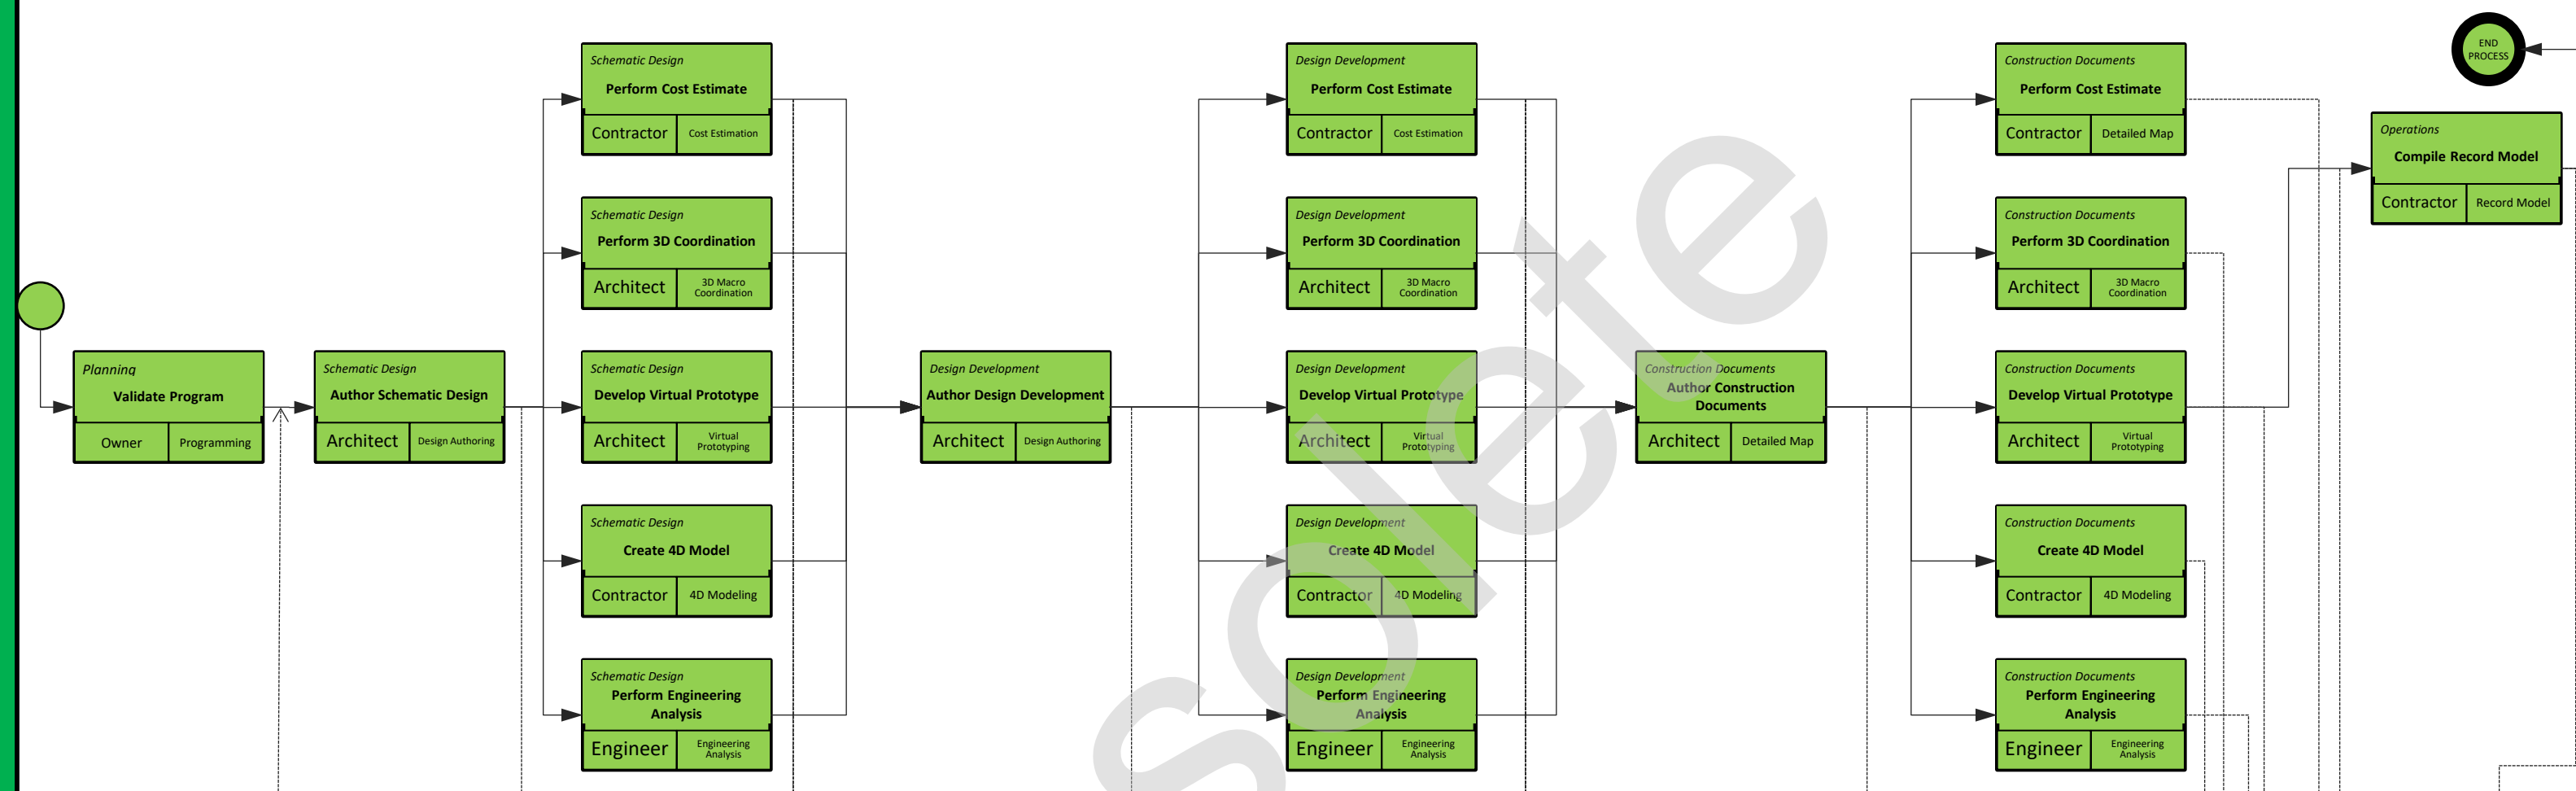 END
PROCESS
Planning
Validate Program
Owner
Programming
Schematic Design
Author Schematic Design
Architect
Design Authoring
Schematic Design
Perform Cost Estimate
Contractor
Cost Estimation
Schematic Design
Perform 3D Coordination
Architect
3D Macro
Coordination
Schematic Design
Develop Virtual Prototype
Architect
Virtual
Prototyping
Schematic Design
Create 4D Model
Contractor
4D Modeling
Schematic Design
Perform Engineering
Analysis
Engineer
Engineering
Analysis
Design Development
Author Design Development
Architect
Design Authoring
Design Development
Perform Cost Estimate
Contractor
Cost Estimation
Design Development
Perform 3D Coordination
Architect
3D Macro
Coordination
Design Development
Develop Virtual Prototype
Architect
Virtual
Prototyping
Design Development
Create 4D Model
Contractor
4D Modeling
Design Development
Perform Engineering
Analysis
Engineer
Engineering
Analysis
Construction Documents
Author Construction
Documents
Architect
Detailed Map
Construction Documents
Perform Cost Estimate
Contractor
Detailed Map
Construction Documents
Perform 3D Coordination
Architect
3D Macro
Coordination
Construction Documents
Develop Virtual Prototype
Architect
Virtual
Prototyping
Construction Documents
Create 4D Model
Contractor
4D Modeling
Construction Documents
Perform Engineering
Analysis
Engineer
Engineering
Analysis
Operations
Compile Record Model
Contractor
Record Model
solete